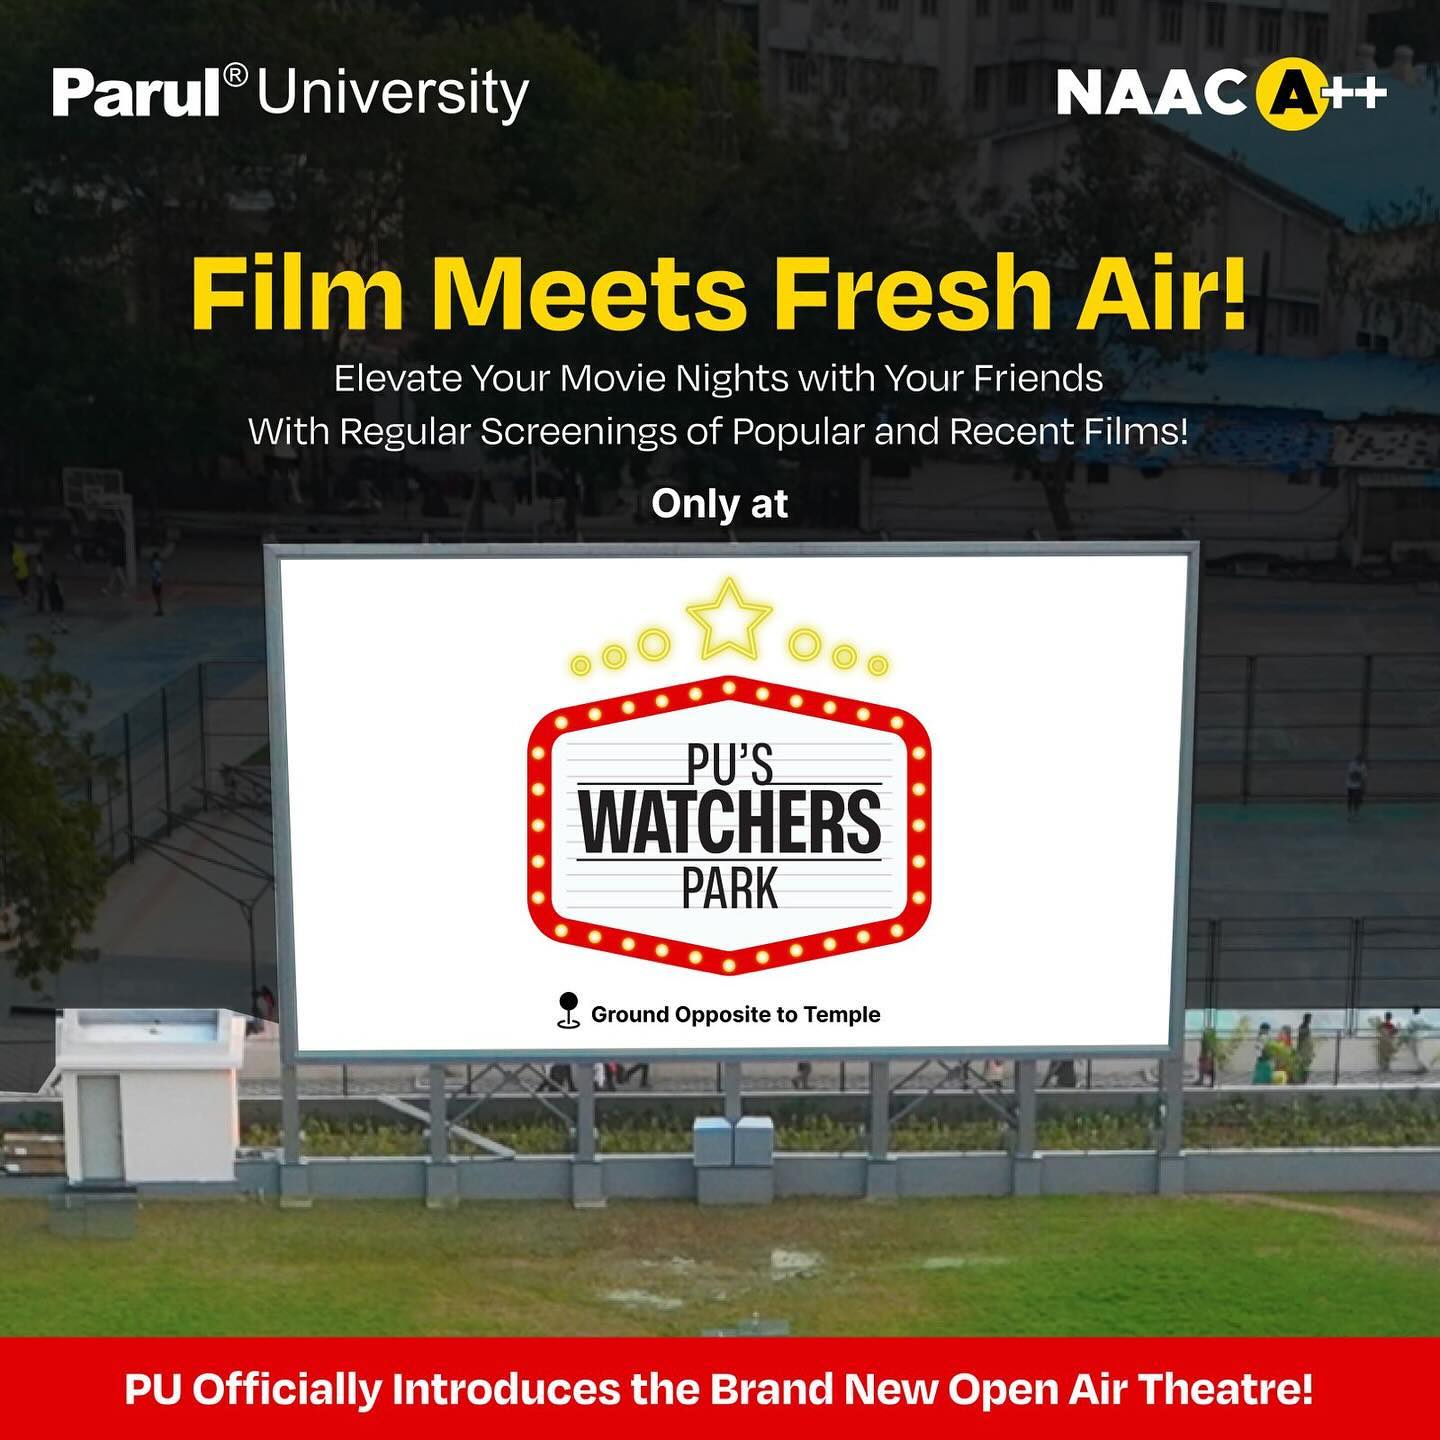 Parul® University
NAAC A++
Film Meets Fresh Air!
Elevate Your Movie Nights with Your Friends
With Regular Screenings of Popular and Recent Films!
Only at
PU'S
WATCHERS
PARK
Ground Opposite to Temple
PU Officially Introduces the Brand New Open Air Theatre!